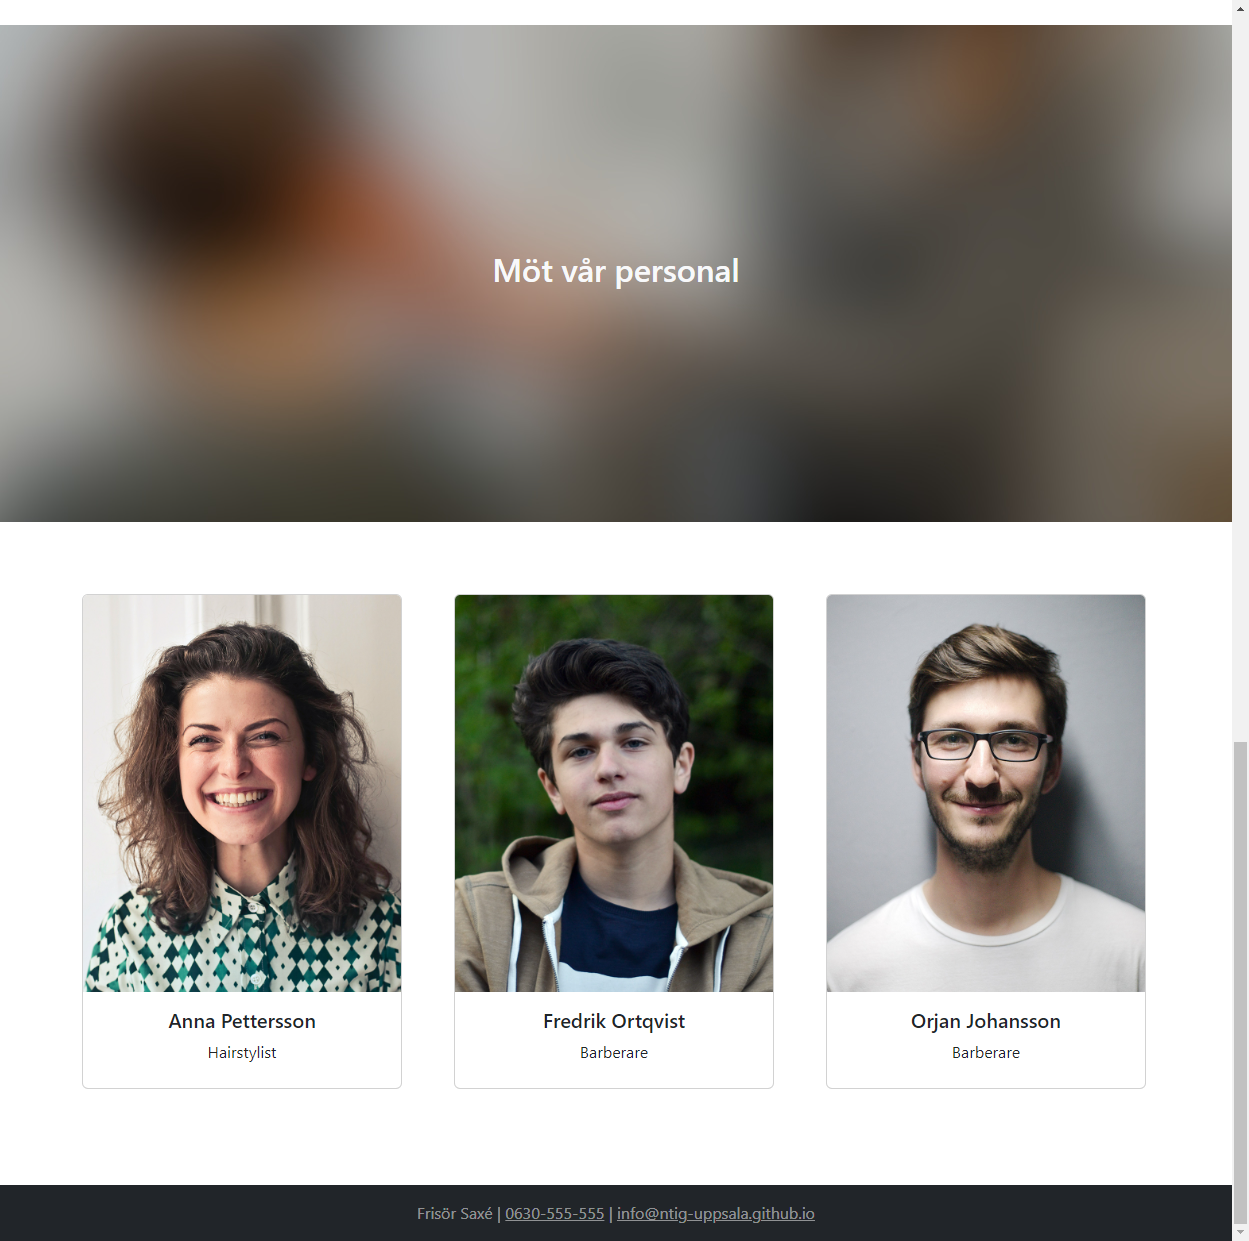 Möt vår personal
Anna Pettersson
Hairstylist
Fredrik Ortqvist
Barberare
Orjan Johansson
Barberare
Frisör Saxé | 0630-555-555 | info@ntig-uppsala.github.io